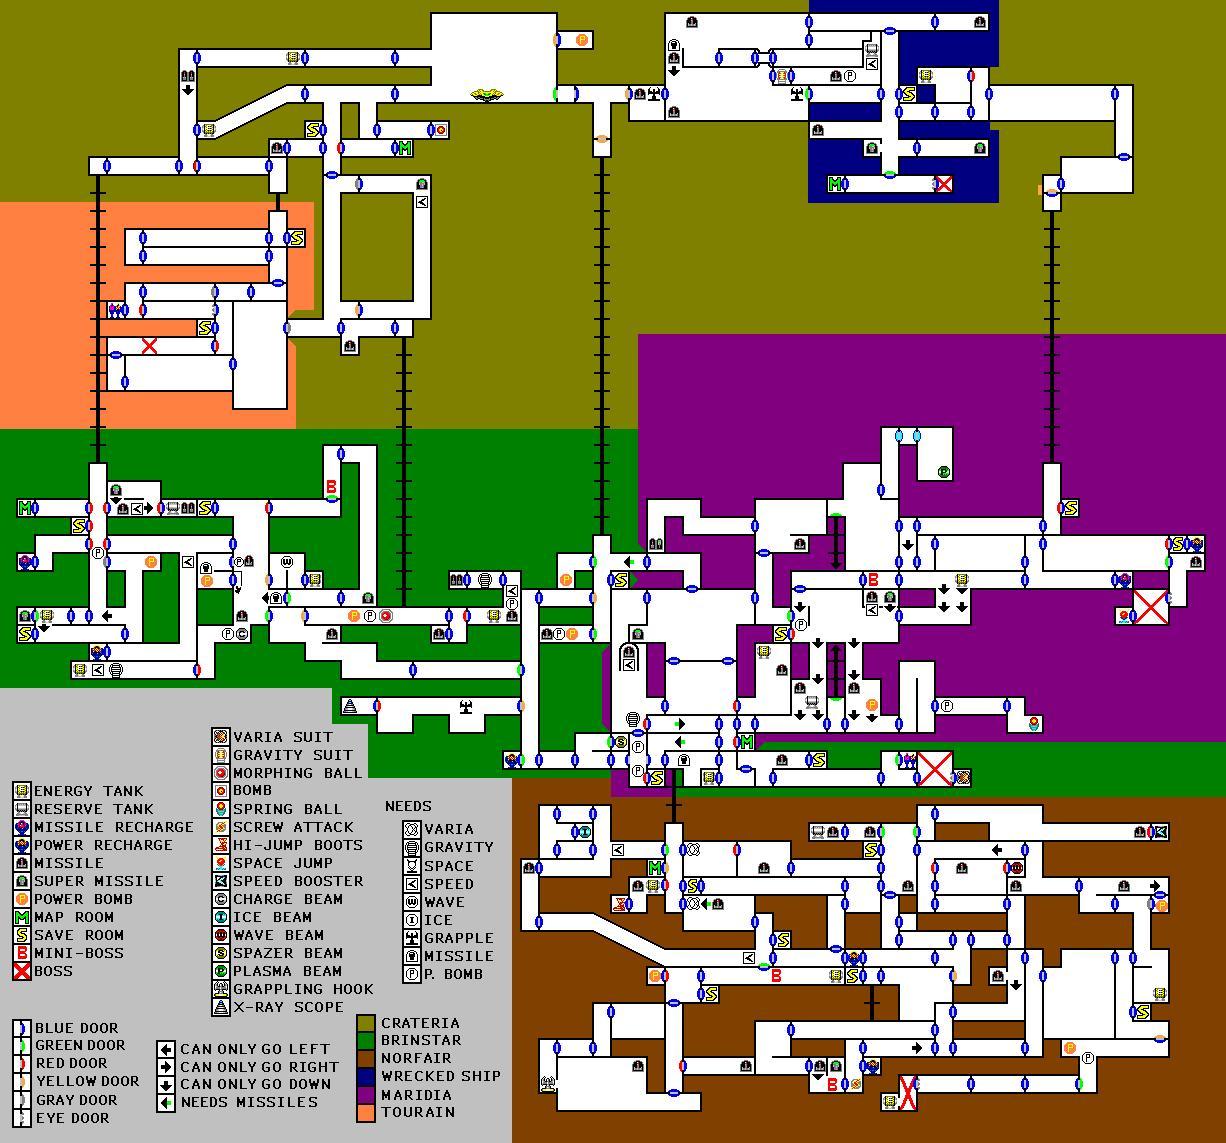 VARIA SUIT
GRAVITY SUIT
MORPHING BALL
BOMB
SPRING BALL
SCREW ATTACK
HI-JUMP BOOTS
SPACE JUMP
SPEED BOOSTER
CHARGE BEAM
ICE BEAM
WAVE BEAM
SPAZER BEAM
PLASMA BEAM
GRAPPLING HOOK
X-RAY SCOPE
ENERGY TANK
RESERVE TANK
MISSILE RECHARGE
POWER RECHARGE
MISSILE
SUPER MISSILE
POWER BOMB
MAP ROOM
SAVE ROOM
MINI-BOSS
BOSS
NEEDS
VARIA
GRAVITY
SPACE
SPEED
WAVE
ICE
GRAPPLE
MISSILE
P. BOMB
BLUE DOOR
GREEN DOOR
RED DOOR
YELLOW DOOR
GRAY DOOR
EYE DOOR
CAN ONLY GO LEFT
CAN ONLY GO RIGHT
CAN ONLY GO DOWN
NEEDS MISSILES
CRATERIA
BRINSTAR
NORFAIR
WRECKED SHIP
MARIDIA
TOURAIN